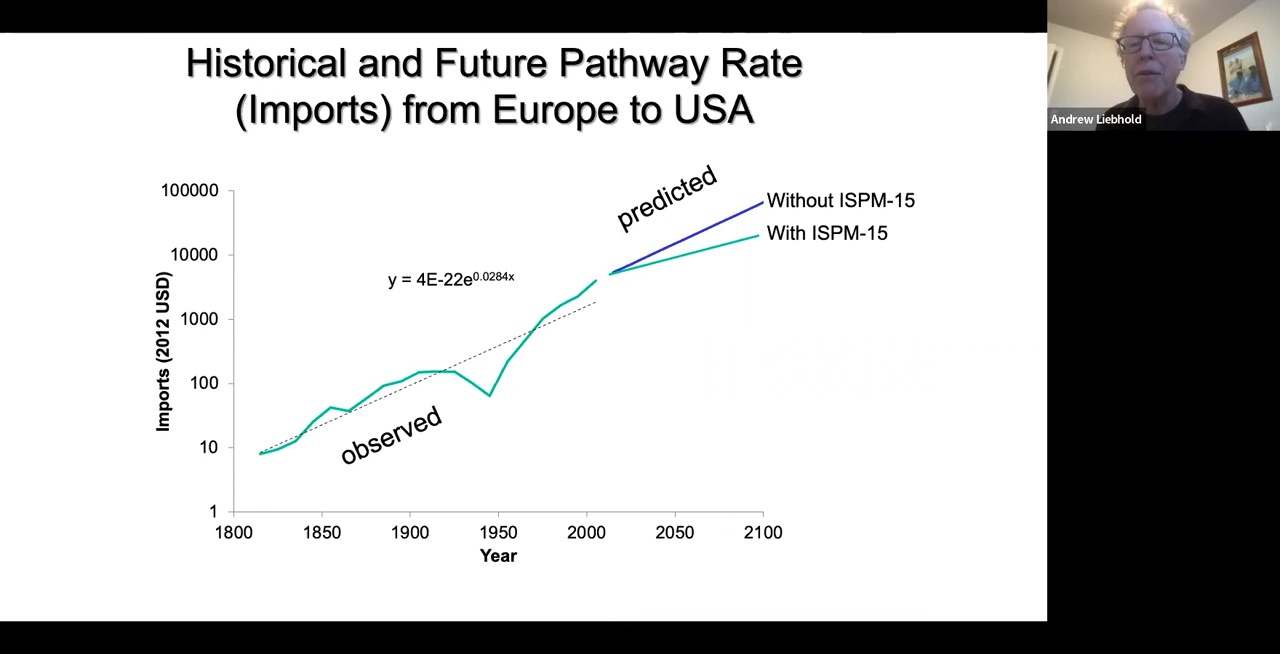 Historical and Future Pathway Rate
(Imports) from Europe to USA
Andrew Liebhold
predicted
Without ISPM-15
With ISPM-15
y = 4E-22e^0.0284x
observed
Imports (2012 USD)
100000
10000
1000
100
10
1
1800 1850 1900 1950 2000 2050 2100
Year